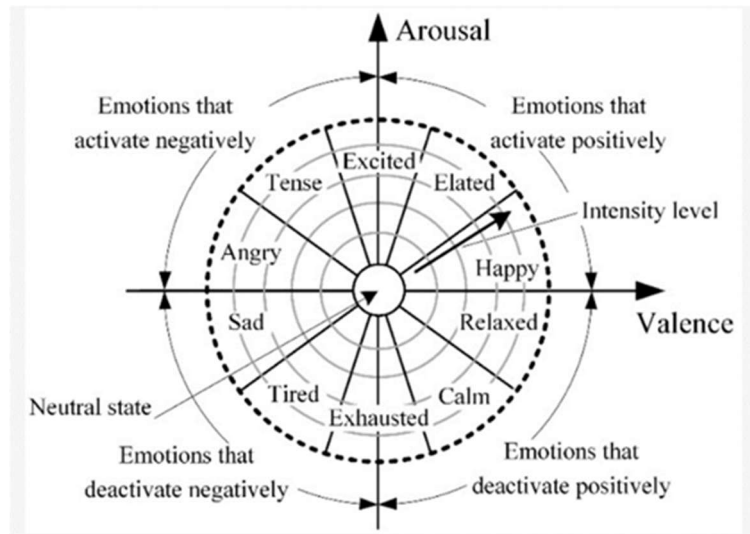 Arousal
Emotions that
activate negatively
Emotions that
activate positively
Excited
Tense
Elated
Intensity level
Angry
Happy
Sad
Relaxed
Valence
Neutral state
Tired
Calm
Exhausted
Emotions that
deactivate negatively
Emotions that
deactivate positively